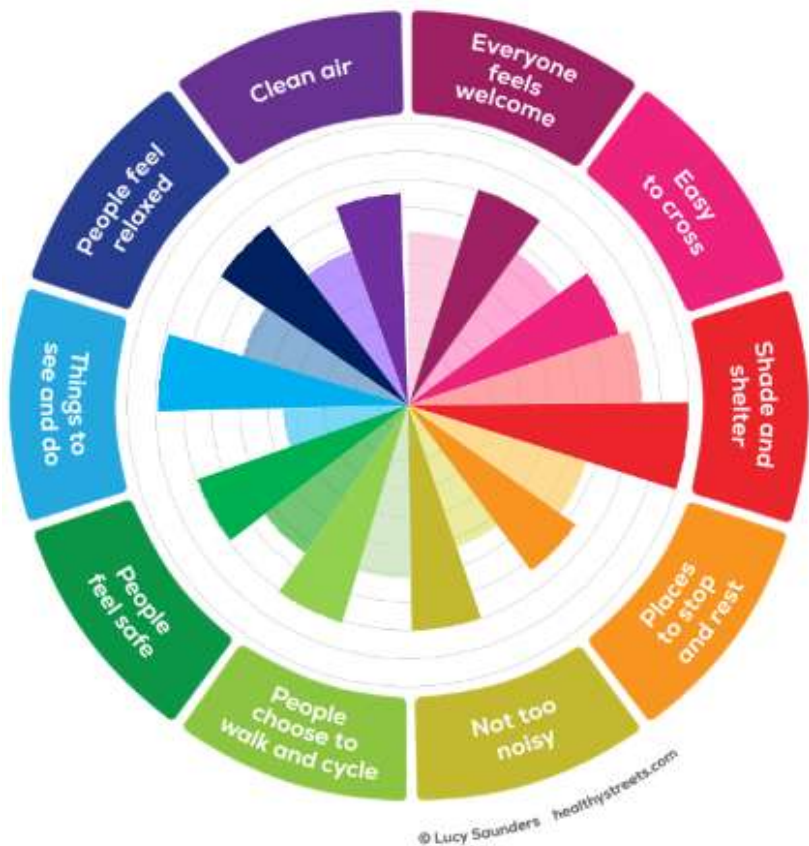 Everyone
feels
welcome
Easy
to cross
Shade and
shelter
Places
to stop
and rest
Not too
noisy
People
choose to
walk and cycle
People
feel safe
Things to
see and do
People feel
relaxed
Clean air
© Lucy Saunders healthystreets.com